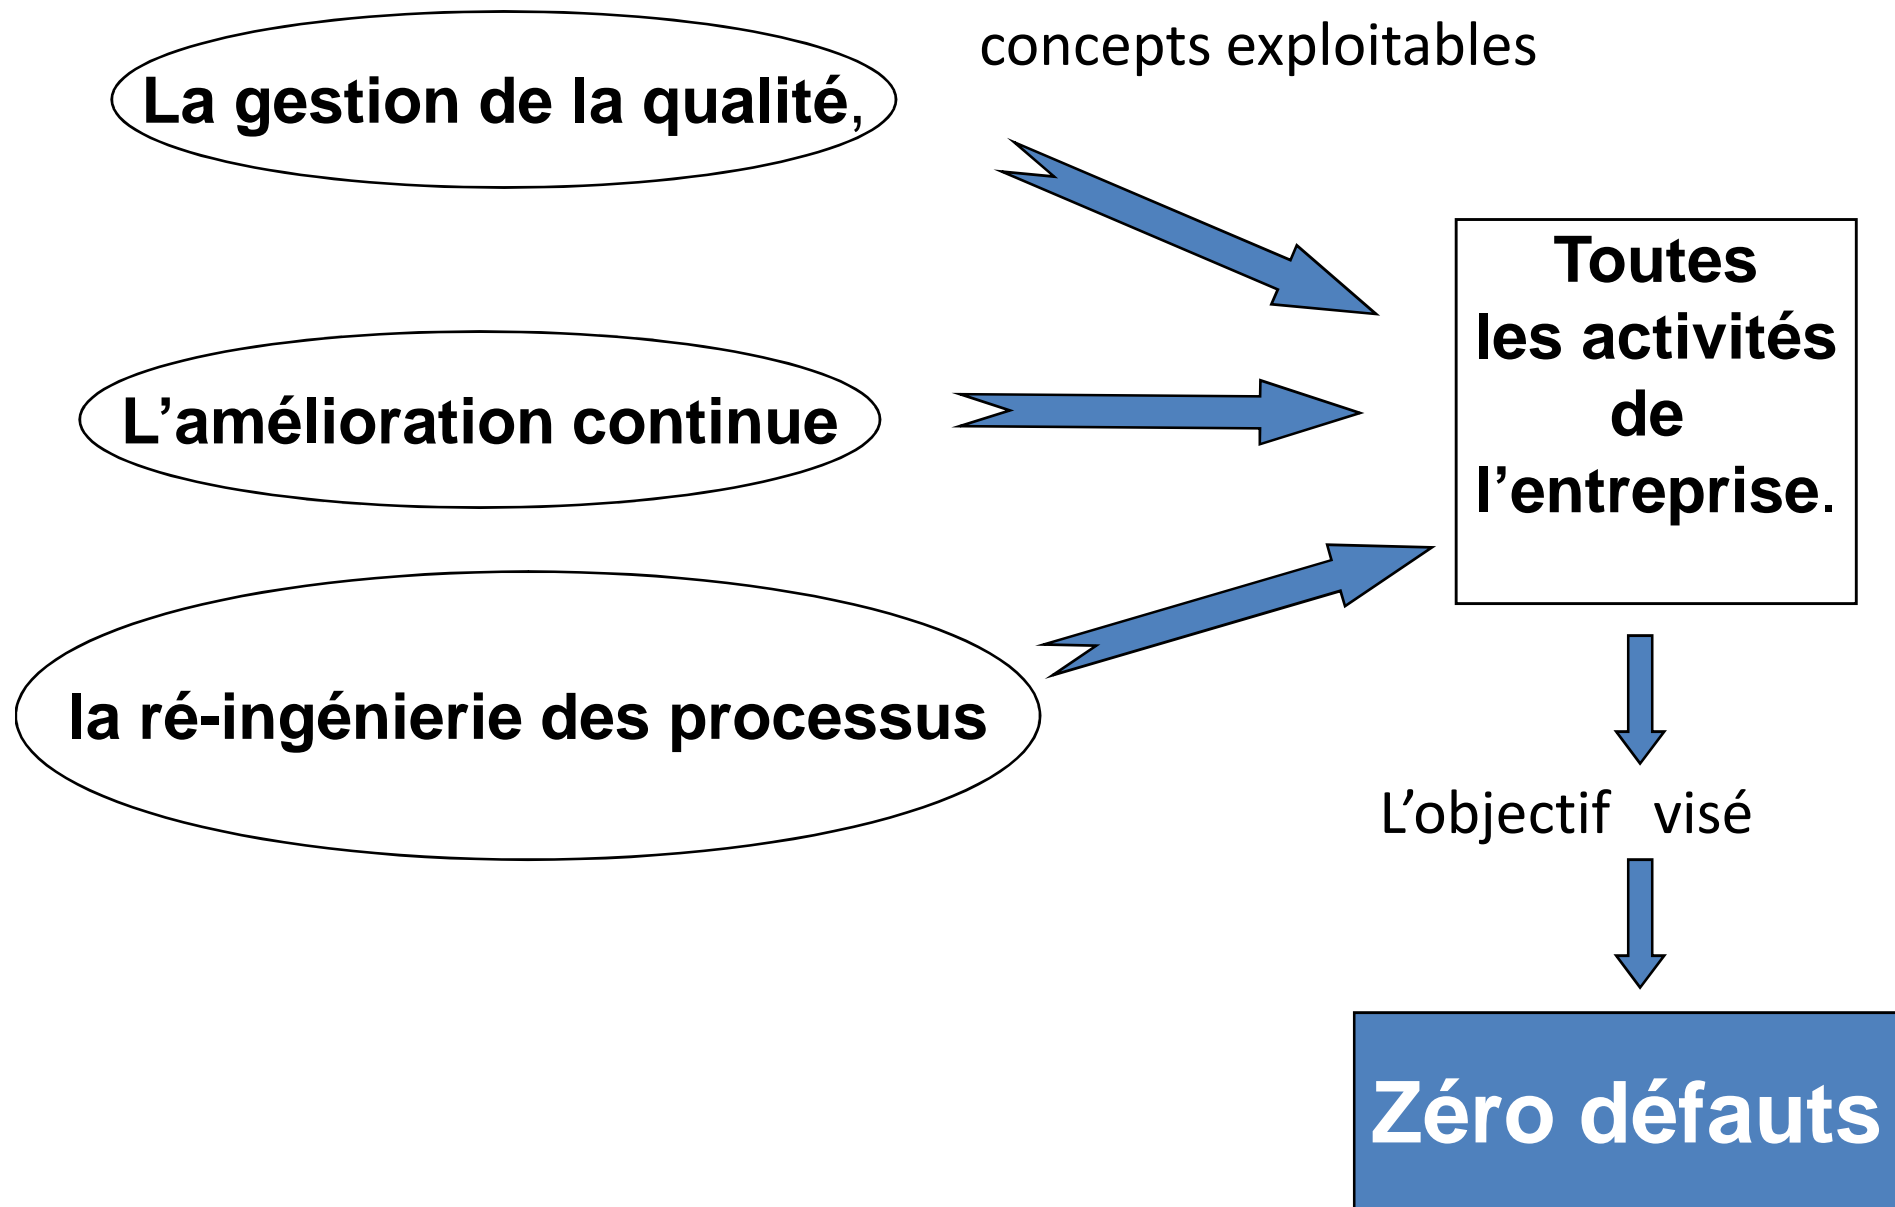 concepts exploitables
La gestion de la qualité,
Toutes
les activités
de
l’entreprise.
L’amélioration continue
la ré-ingénierie des processus
L’objectif visé
Zéro défauts